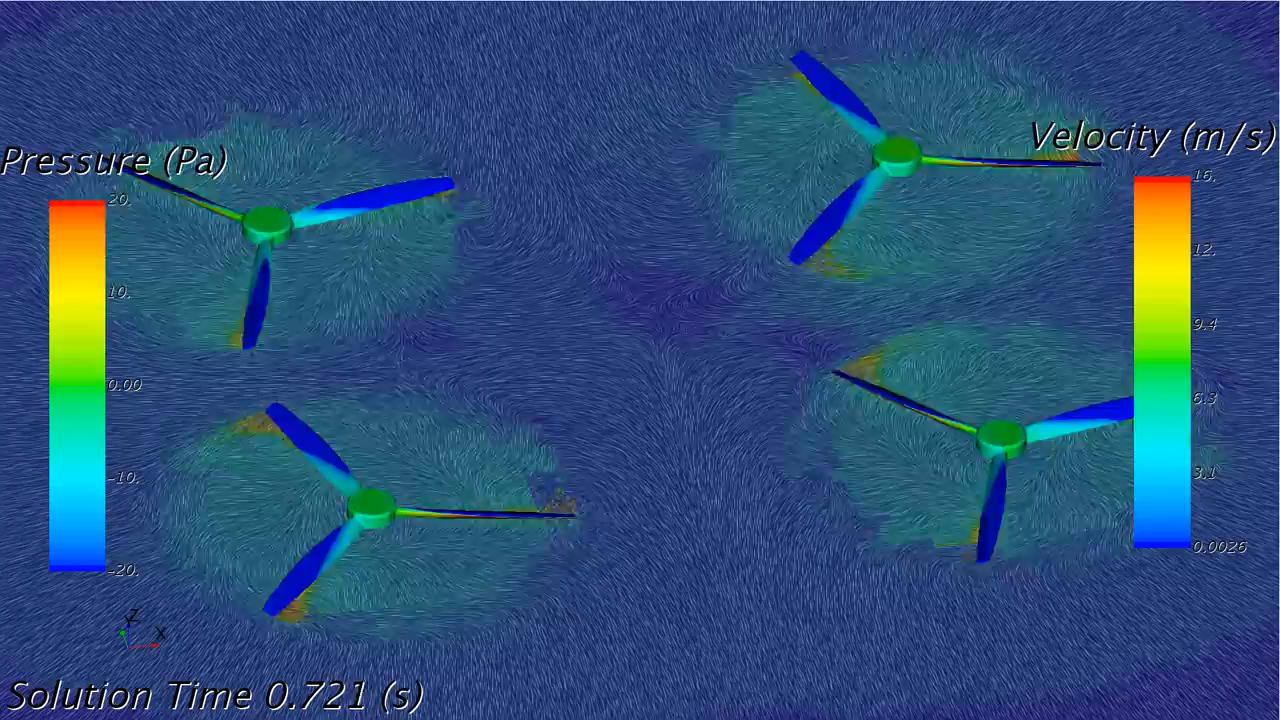 Pressure (Pa)
20.
10.
0.00
-10.
-20.
Velocity (m/s)
16.
12.
9.4
6.3
3.1
0.0026
Z
Y
X
Solution Time 0.721 (s)